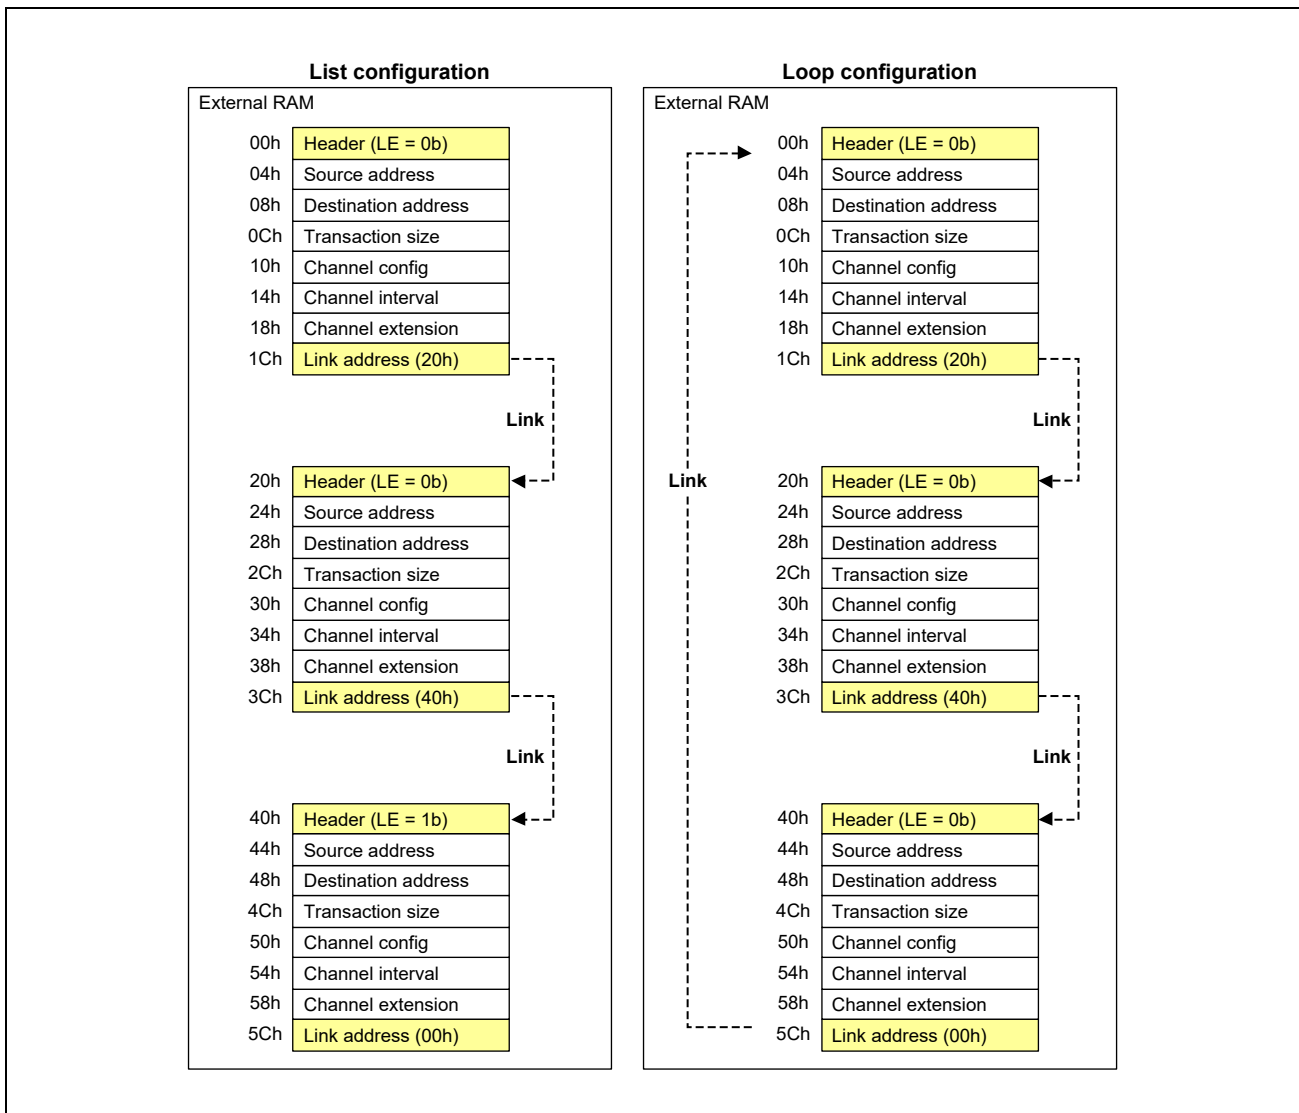 List configuration
External RAM
00h Header (LE = 0b)
04h Source address
08h Destination address
0Ch Transaction size
10h Channel config
14h Channel interval
18h Channel extension
1Ch Link address (20h)
Link
20h Header (LE = 0b)
24h Source address
28h Destination address
2Ch Transaction size
30h Channel config
34h Channel interval
38h Channel extension
3Ch Link address (40h)
Link
40h Header (LE = 1b)
44h Source address
48h Destination address
4Ch Transaction size
50h Channel config
54h Channel interval
58h Channel extension
5Ch Link address (00h)
Loop configuration
External RAM
00h Header (LE = 0b)
04h Source address
08h Destination address
0Ch Transaction size
10h Channel config
14h Channel interval
18h Channel extension
1Ch Link address (20h)
Link
Link
20h Header (LE = 0b)
24h Source address
28h Destination address
2Ch Transaction size
30h Channel config
34h Channel interval
38h Channel extension
3Ch Link address (40h)
Link
40h Header (LE = 0b)
44h Source address
48h Destination address
4Ch Transaction size
50h Channel config
54h Channel interval
58h Channel extension
5Ch Link address (00h)